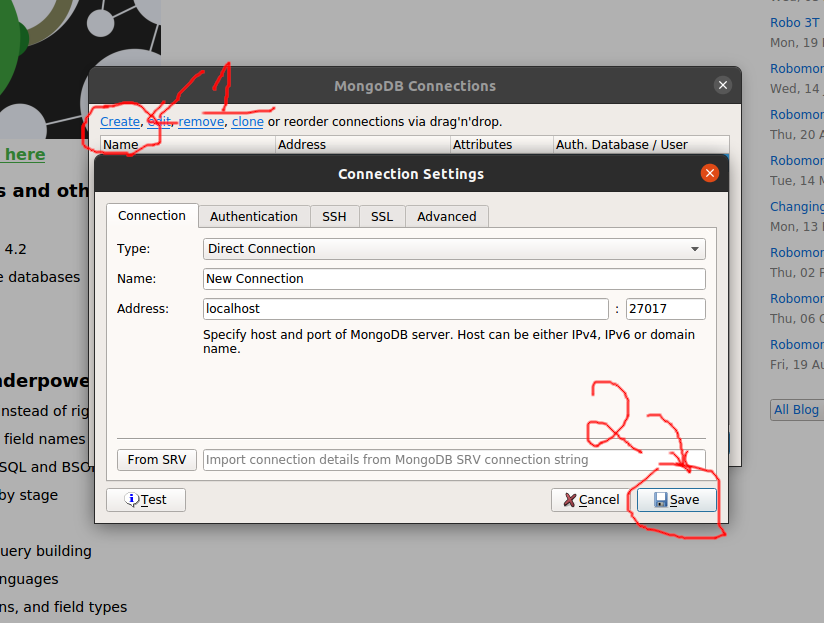 Robo 3T
Mon, 19
1
MongoDB Connections
Robomon
Wed, 14
Create, edit, remove, clone or reorder connections via drag'n'drop.
Robomon
Thu, 20 A
Name Address Attributes Auth. Database / User
here
Robomon
Tue, 14 M
Connection Settings
s and oth
Changing
Mon, 13
Connection Authentication SSH SSL Advanced
4.2
Type: Direct Connection
Robomon
Thu, 02 F
e databases
Name: New Connection
Robomon
Thu, 06
Address: localhost : 27017
Specify host and port of MongoDB server. Host can be either IPv4, IPv6 or domain
name.
Robomon
Fri, 19 Au
nderpowe
instead of rig
2
All Blog
field names
From SRV Import connection details from MongoDB SRV connection string
SQL and BSO
by stage
Test Cancel Save
uery building
nguages
ns, and field types